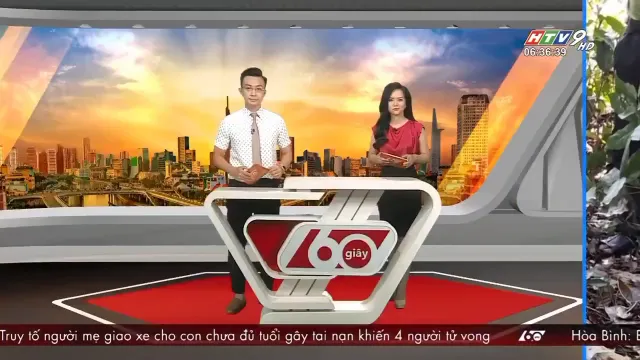 HTV9 HD
06:36:39
60 giây
Truy tố người mẹ giao xe cho con chưa đủ tuổi gây tai nạn khiến 4 người tử vong 60 Hòa Bình: